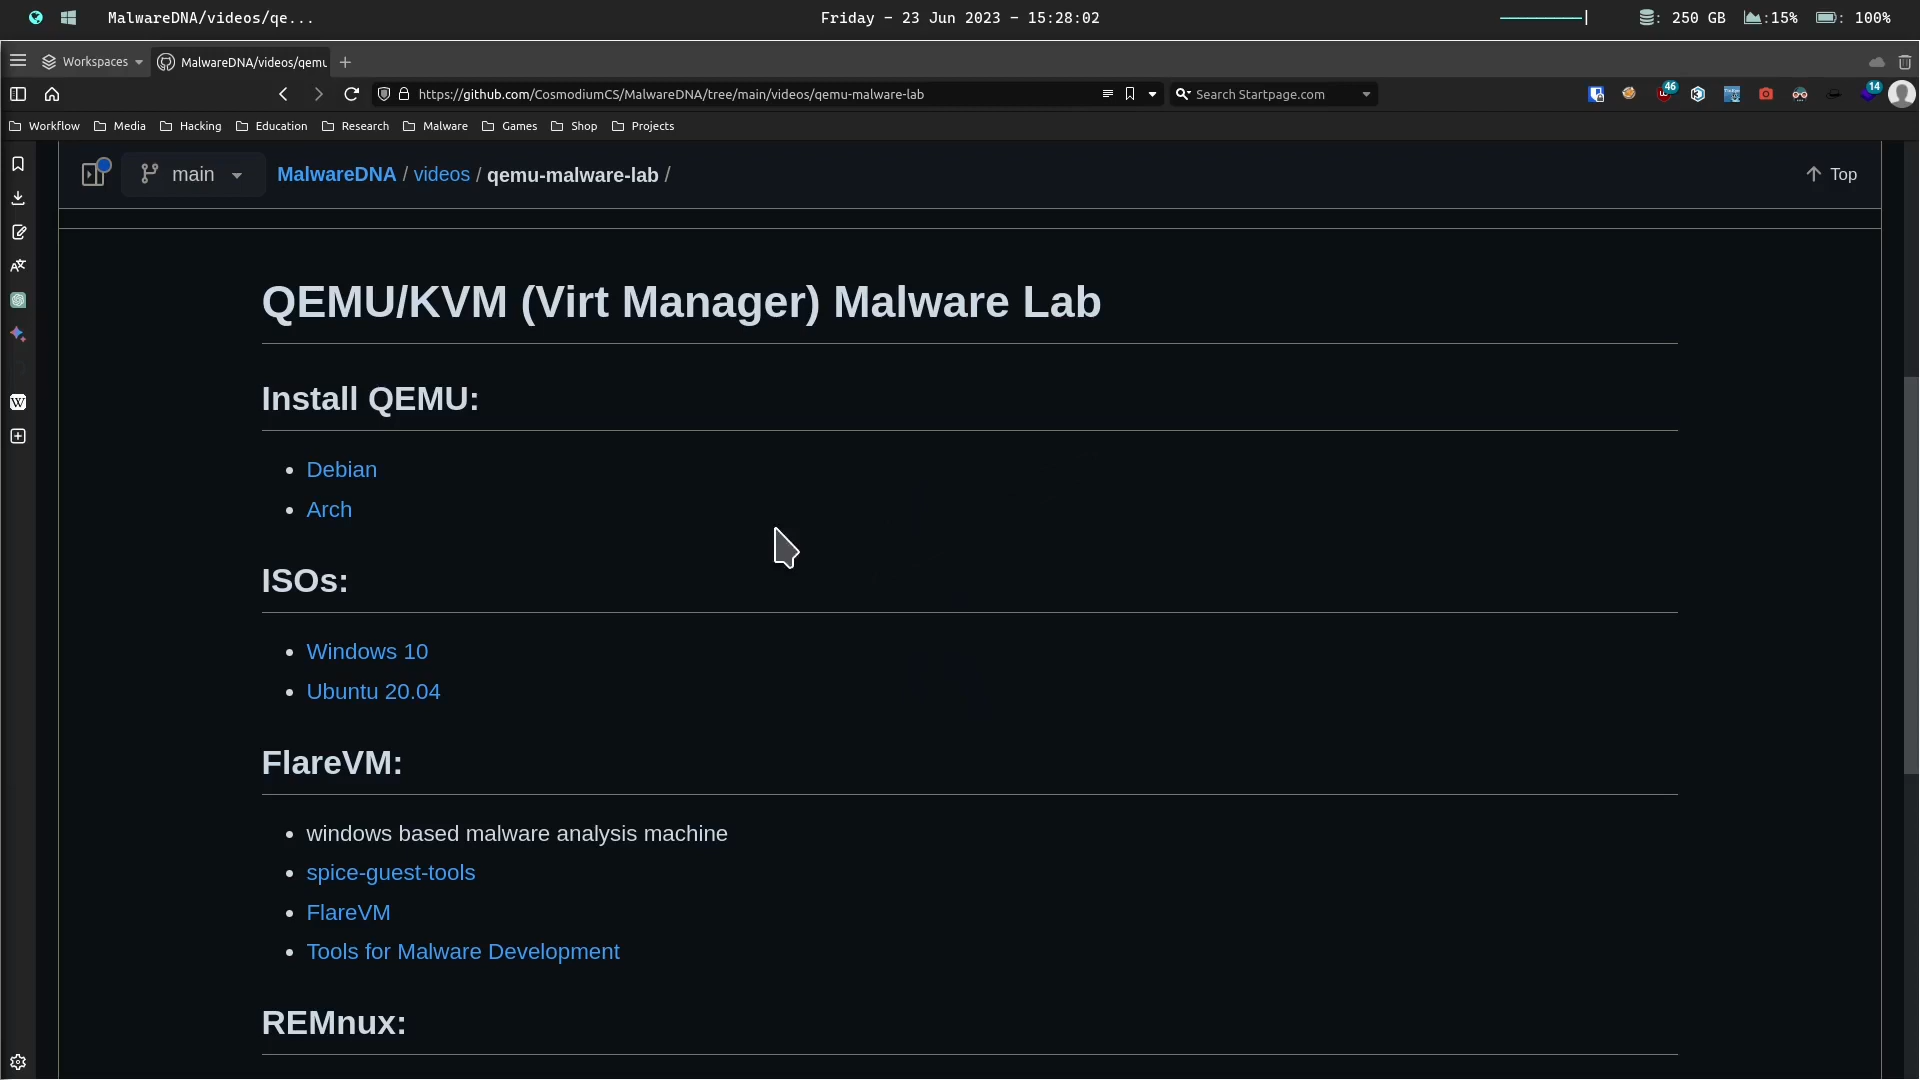 MalwareDNA/videos/qe...
Friday - 23 Jun 2023 - 15:28:02
: 250 GB :15% : 100%
Workspaces
MalwareDNA/videos/qemu
https://github.com/CosmodiumCS/MalwareDNA/tree/main/videos/qemu-malware-lab
Search Startpage.com
46
14
Workflow Media Hacking Education Research Malware Games Shop Projects
main
MalwareDNA / videos / qemu-malware-lab /
Top
QEMU/KVM (Virt Manager) Malware Lab
Install QEMU:
Debian
Arch
ISOs:
Windows 10
Ubuntu 20.04
FlareVM:
windows based malware analysis machine
spice-guest-tools
FlareVM
Tools for Malware Development
REMnux:
W